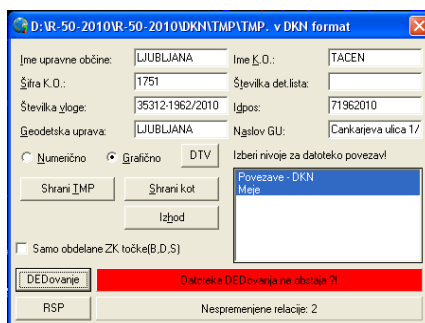 D:\R-50-2010\R-50-2010\DKN\TMP\TMP. v DKN format
Ime upravne občine: LJUBLJANA Ime K.O.: TACEN
Šifra K.O.: 1751 Številka det.lista:
Številka vloge: 35312-1962/2010 Idpos: 71962010
Geodetska uprava: LJUBLJANA Naslov GU: Cankarjeva ulica 1/
Numerično Grafično DTV Izberi nivoje za datoteko povezav!
Povezave - DKN
Meje
Shrani TMP Shrani kot
Izhod
Samo obdelane ZK točke(B,D,S)
DEDovanje Datoteka DEDovanja ne obstaja ?!
RSP Nespremenjene relacije: 2